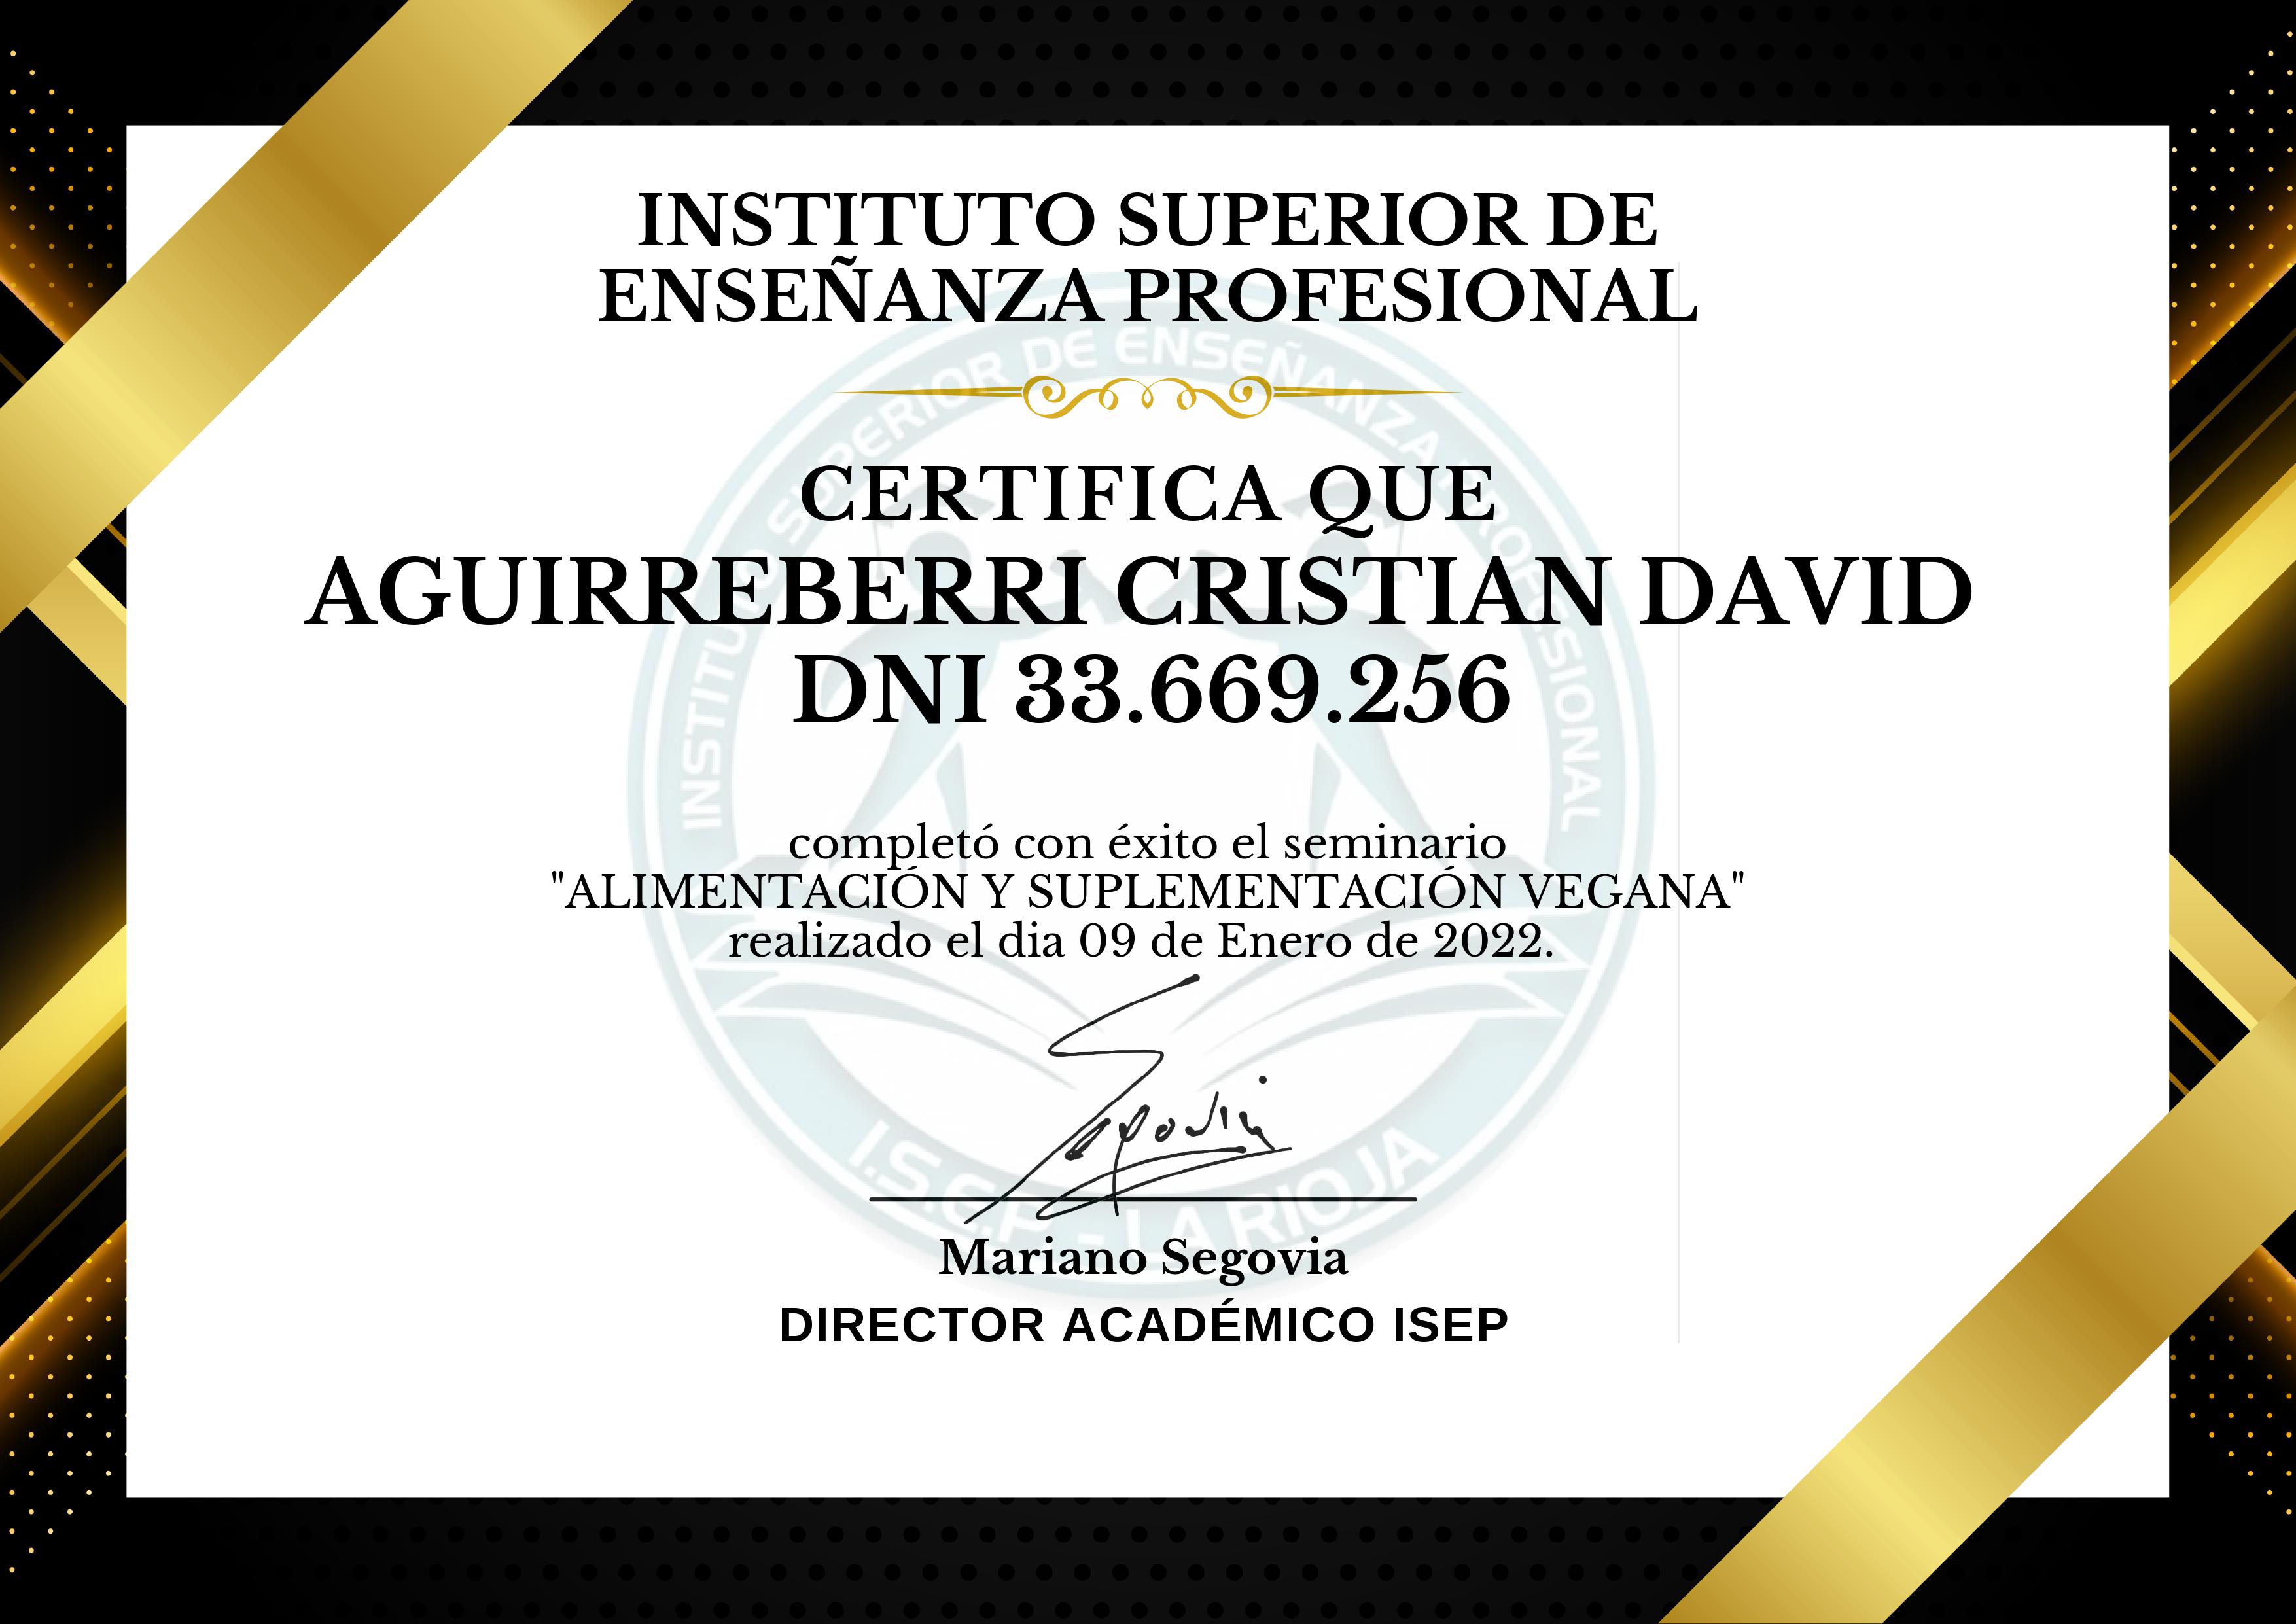 INSTITUTO SUPERIOR DE
ENSEÑANZA PROFESIONAL
INSTITUTO SUPERIOR DE ENSEÑANZA PROFESIONAL
CERTIFICA QUE
AGUIRREBERRI CRISTIAN DAVID
DNI 33.669.256
completó con éxito el seminario
"ALIMENTACIÓN Y SUPLEMENTACIÓN VEGANA"
realizado el dia 09 de Enero de 2022.
Segovia
I.S.E.P - LA RIOJA
Mariano Segovia
DIRECTOR ACADÉMICO ISEP